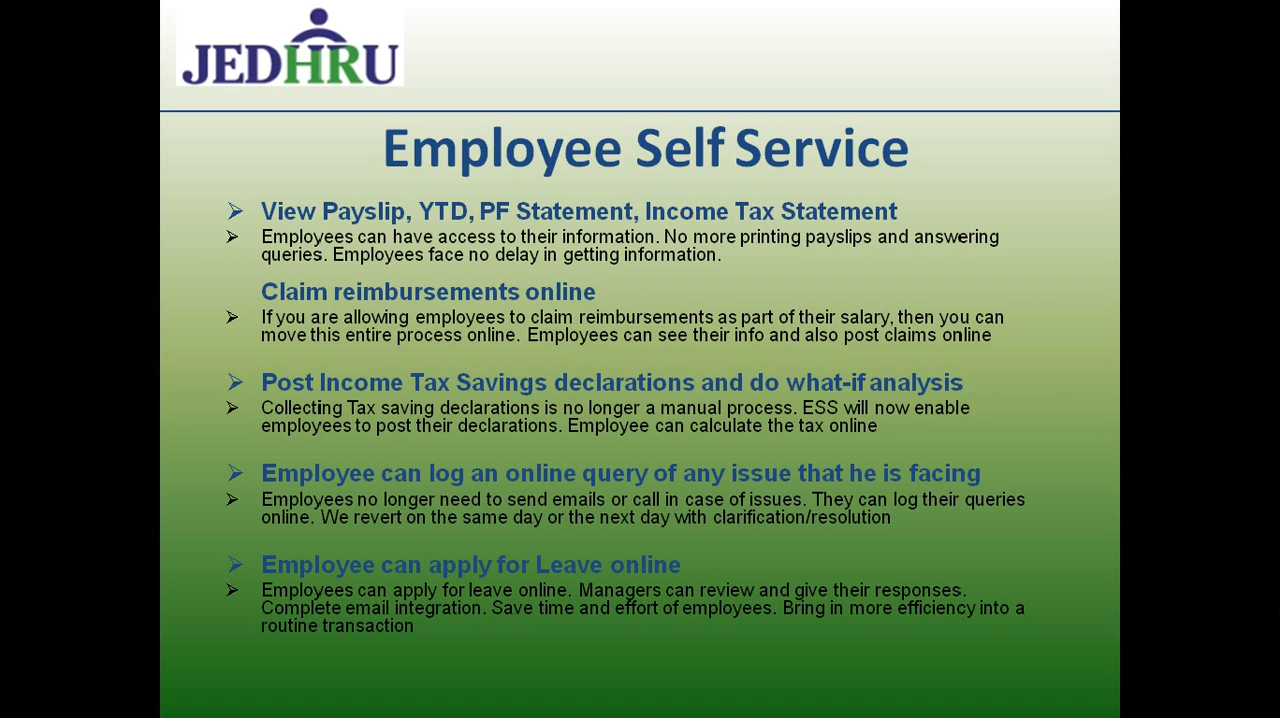 JEDHRU
Employee Self Service
View Payslip, YTD, PF Statement, Income Tax Statement
Employees can have access to their information. No more printing payslips and answering
queries. Employees face no delay in getting information.
Claim reimbursements online
If you are allowing employees to claim reimbursements as part of their salary, then you can
move this entire process online. Employees can see their info and also post claims online
Post Income Tax Savings declarations and do what-if analysis
Collecting Tax saving declarations is no longer a manual process. ESS will now enable
employees to post their declarations. Employee can calculate the tax online
Employee can log an online query of any issue that he is facing
Employees no longer need to send emails or call in case of issues. They can log their queries
online. We revert on the same day or the next day with clarification/resolution
Employee can apply for Leave online
Employees can apply for leave online. Managers can review and give their responses.
Complete email integration. Save time and effort of employees. Bring in more efficiency into a
routine transaction